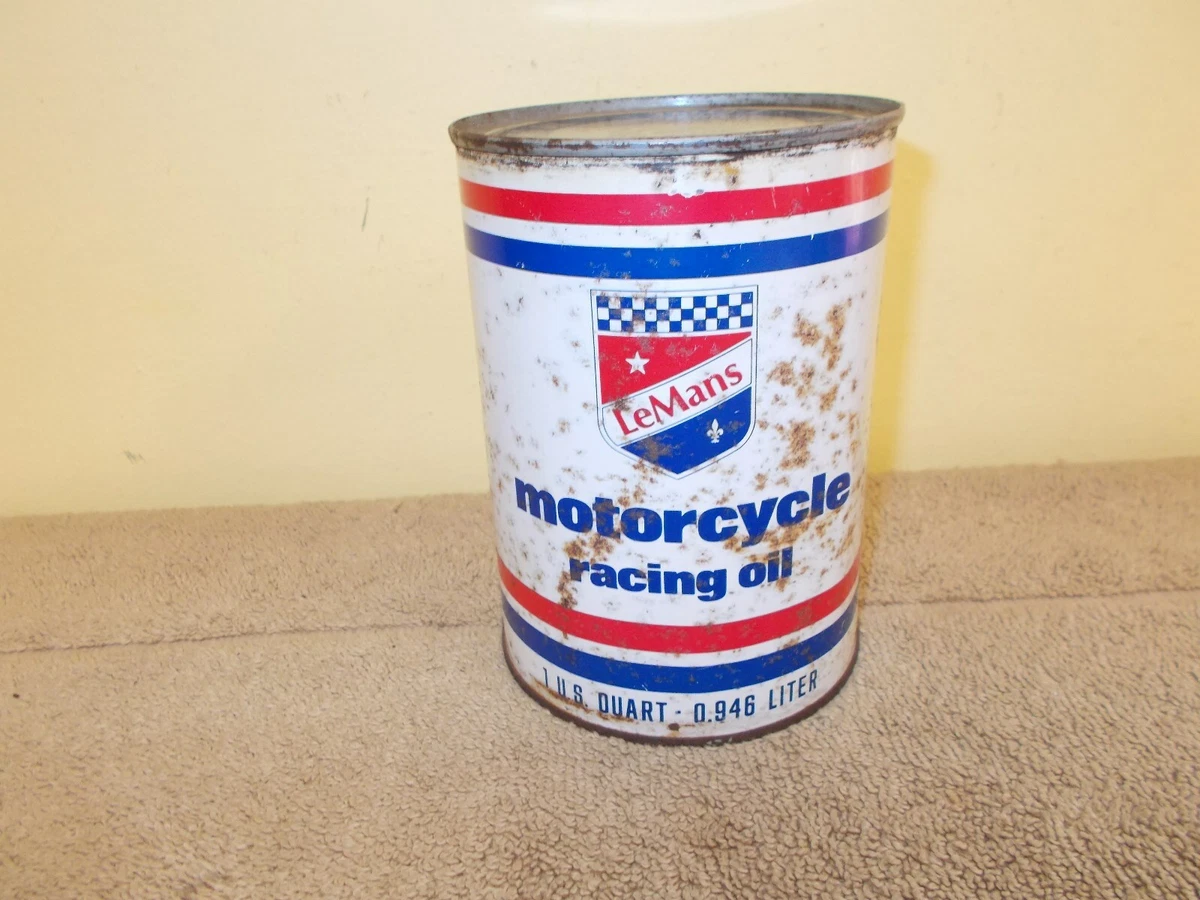 LeMans
motorcycle
racing oil
1 U.S. QUART · 0.946 LITER